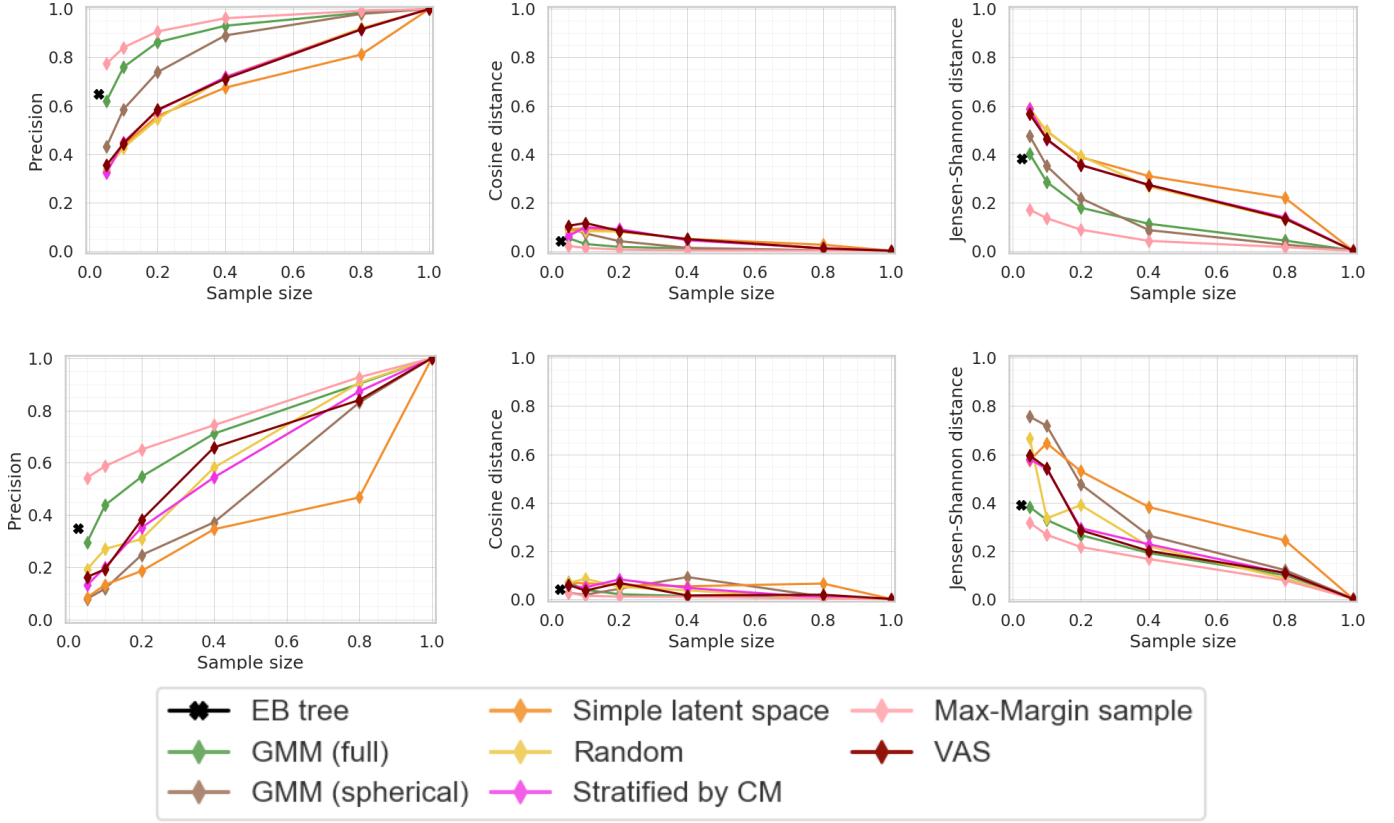 1.0
0.8
0.6
0.4
0.2
0.0
Precision
0.0 0.2 0.4 0.6 0.8 1.0
Sample size
1.0
0.8
0.6
0.4
0.2
0.0
Cosine distance
0.0 0.2 0.4 0.6 0.8 1.0
Sample size
1.0
0.8
0.6
0.4
0.2
0.0
Jensen-Shannon distance
0.0 0.2 0.4 0.6 0.8 1.0
Sample size
1.0
0.8
0.6
0.4
0.2
0.0
Precision
0.0 0.2 0.4 0.6 0.8 1.0
Sample size
1.0
0.8
0.6
0.4
0.2
0.0
Cosine distance
0.0 0.2 0.4 0.6 0.8 1.0
Sample size
1.0
0.8
0.6
0.4
0.2
0.0
Jensen-Shannon distance
0.0 0.2 0.4 0.6 0.8 1.0
Sample size
EB tree
GMM (full)
GMM (spherical)
Simple latent space
Random
Stratified by CM
Max-Margin sample
VAS